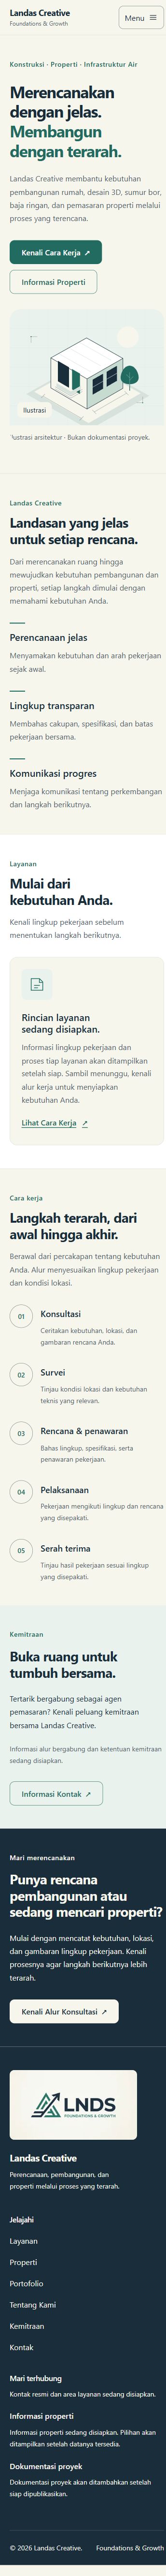 Landas Creative
Foundations & Growth
Menu
Konstruksi · Properti · Infrastruktur Air
Merencanakan
dengan jelas.
Membangun
dengan terarah.
Landas Creative membantu kebutuhan
pembangunan rumah, desain 3D, sumur bor,
baja ringan, dan pemasaran properti melalui
proses yang terencana.
Kenali Cara Kerja ↗
Informasi Properti
Ilustrasi
Ilustrasi arsitektur · Bukan dokumentasi proyek.
Landas Creative
Landasan yang jelas
untuk setiap rencana.
Dari merencanakan ruang hingga
mewujudkan kebutuhan pembangunan dan
properti, setiap langkah dimulai dengan
memahami kebutuhan Anda.
Perencanaan jelas
Menyamakan kebutuhan dan arah pekerjaan
sejak awal.
Lingkup transparan
Membahas cakupan, spesifikasi, dan batas
pekerjaan bersama.
Komunikasi progres
Menjaga komunikasi tentang perkembangan
dan langkah berikutnya.
Layanan
Mulai dari
kebutuhan Anda.
Kenali lingkup pekerjaan sebelum
menentukan langkah berikutnya.
Rincian layanan
sedang disiapkan.
Informasi lingkup pekerjaan dan
proses tiap layanan akan ditampilkan
setelah siap. Sambil menunggu, kenali
alur kerja untuk menyiapkan
kebutuhan Anda.
Lihat Cara Kerja ↗
Cara kerja
Langkah terarah, dari
awal hingga akhir.
Berawal dari percakapan tentang kebutuhan
Anda. Alur menyesuaikan lingkup pekerjaan
dan kondisi lokasi.
01 Konsultasi
Ceritakan kebutuhan, lokasi, dan
gambaran rencana Anda.
02 Survei
Tinjau kondisi lokasi dan kebutuhan
teknis yang relevan.
03 Rencana & penawaran
Bahas lingkup, spesifikasi, serta
penawaran pekerjaan.
04 Pelaksanaan
Pekerjaan mengikuti lingkup dan rencana
yang disepakati.
05 Serah terima
Tinjau hasil pekerjaan sesuai lingkup
yang disepakati.
Kemitraan
Buka ruang untuk
tumbuh bersama.
Tertarik bergabung sebagai agen
pemasaran? Kenali peluang kemitraan
bersama Landas Creative.
Informasi alur bergabung dan ketentuan kemitraan
sedang disiapkan.
Informasi Kontak ↗
Mari merencanakan
Punya rencana
pembangunan atau
sedang mencari properti?
Mulai dengan mencatat kebutuhan, lokasi,
dan gambaran lingkup pekerjaan. Kenali
prosesnya agar langkah berikutnya lebih
terarah.
Kenali Alur Konsultasi ↗
LNDS
FOUNDATIONS & GROWTH
Landas Creative
Perencanaan, pembangunan, dan
properti melalui proses yang terarah.
Jelajahi
Layanan
Properti
Portofolio
Tentang Kami
Kemitraan
Kontak
Mari terhubung
Kontak resmi dan area layanan sedang disiapkan.
Informasi properti
Informasi properti sedang disiapkan. Pilihan akan
ditampilkan setelah datanya tersedia.
Dokumentasi proyek
Dokumentasi proyek akan ditambahkan setelah
siap dipublikasikan.
© 2026 Landas Creative. Foundations & Growth